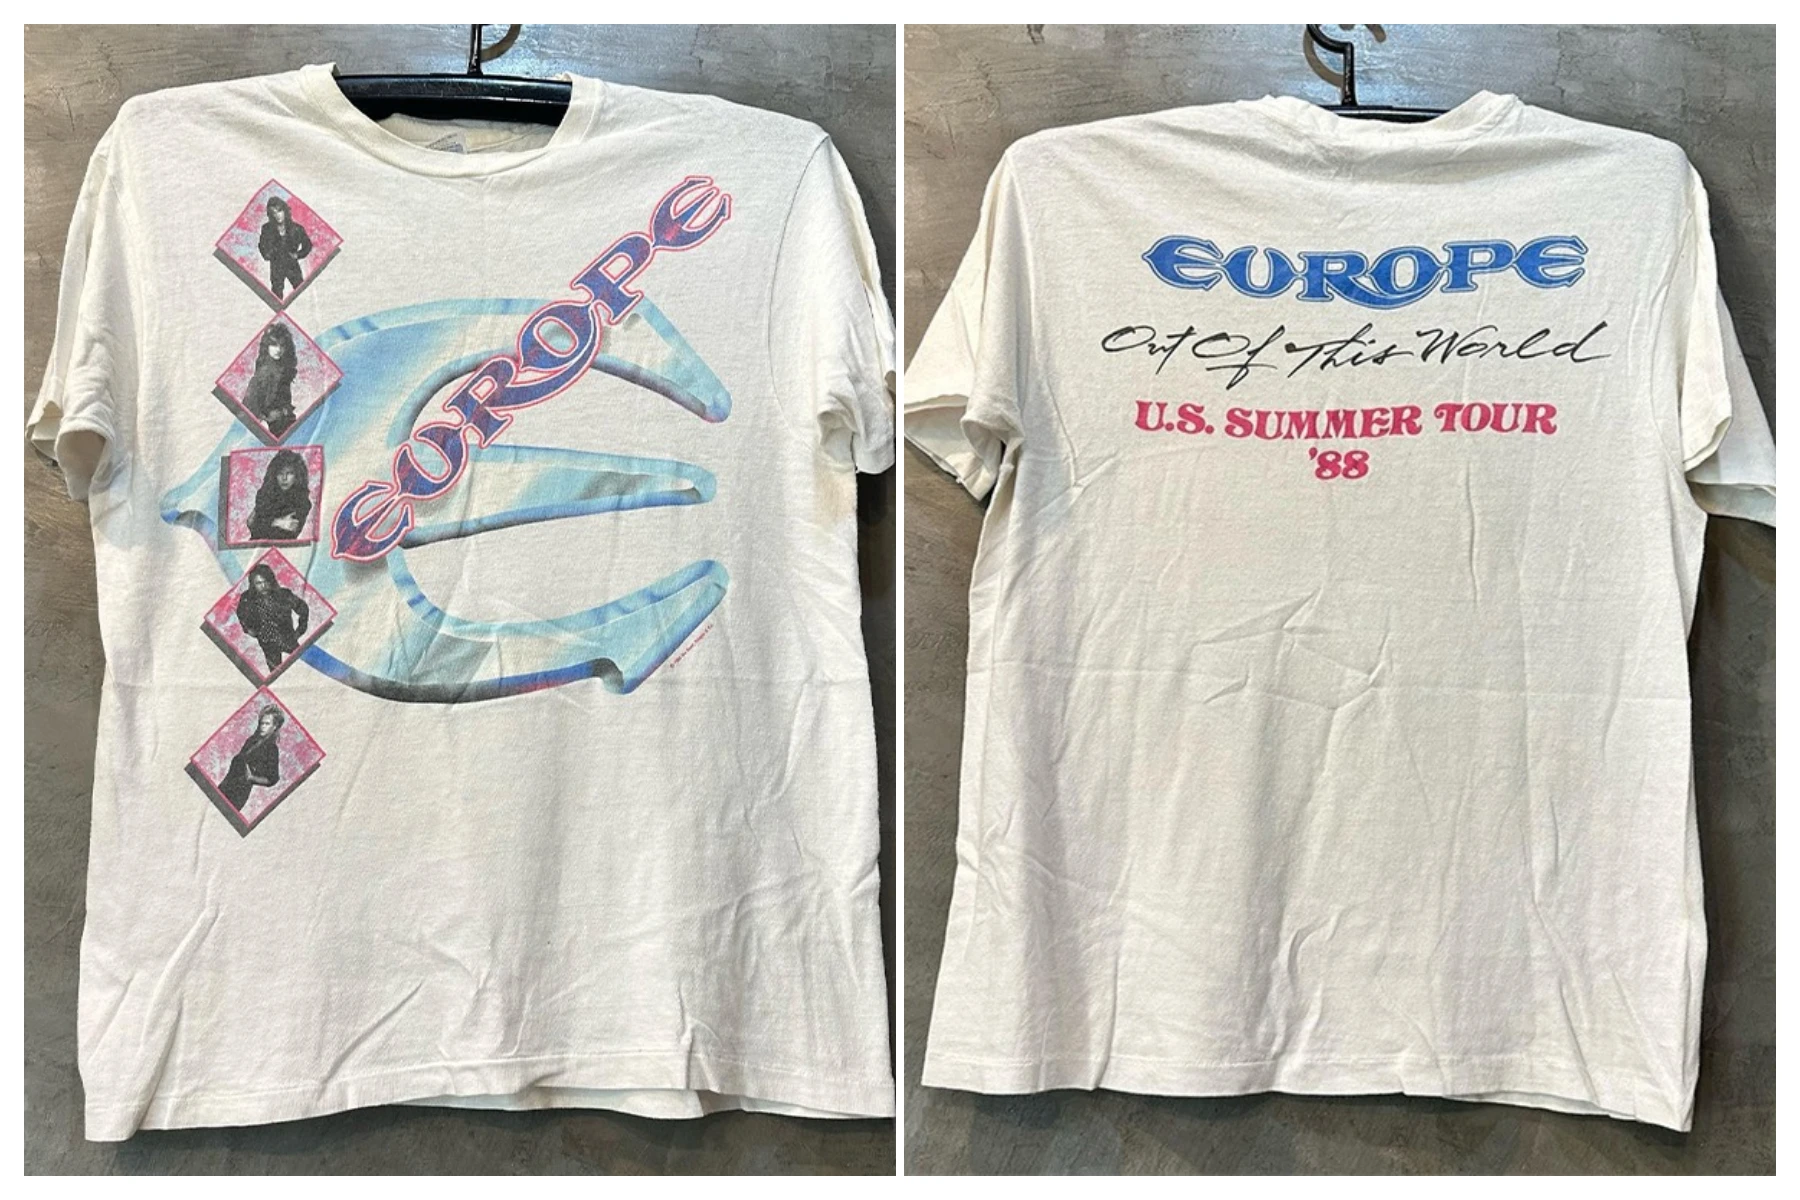 EUROPE
EUROPE
Out Of This World
U.S. SUMMER TOUR
'88